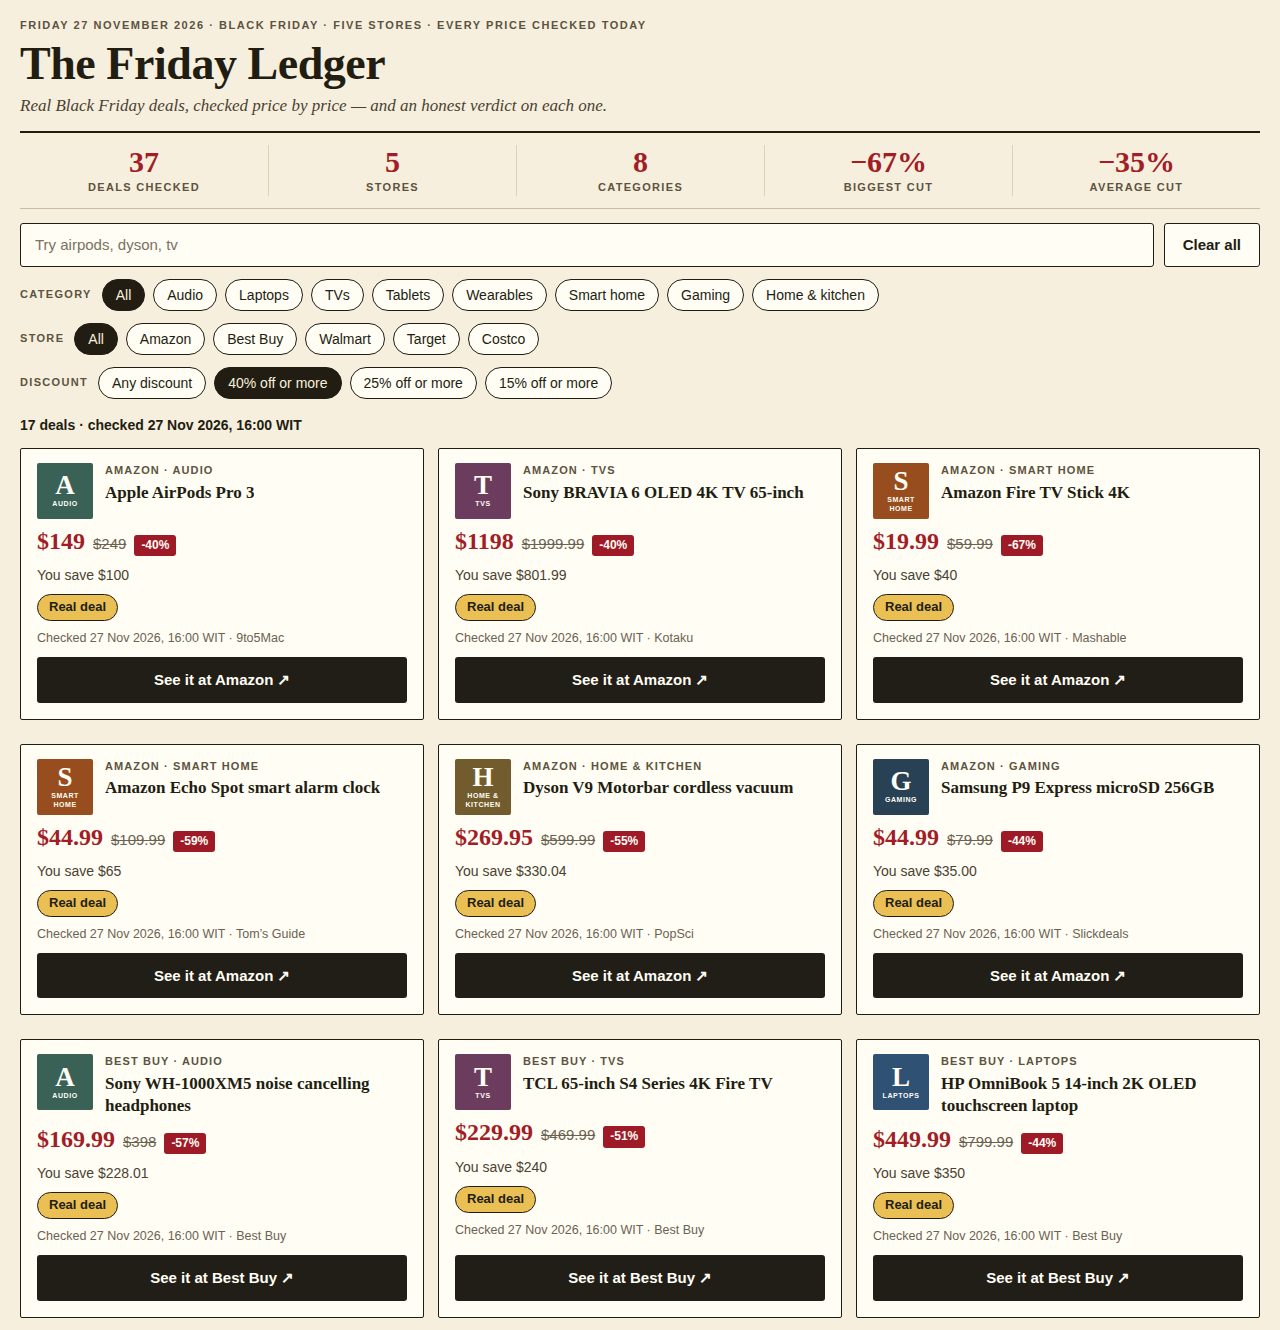 FRIDAY 27 NOVEMBER 2026 · BLACK FRIDAY · FIVE STORES · EVERY PRICE CHECKED TODAY
The Friday Ledger
Real Black Friday deals, checked price by price — and an honest verdict on each one.
37
DEALS CHECKED
5
STORES
8
CATEGORIES
−67%
BIGGEST CUT
−35%
AVERAGE CUT
Try airpods, dyson, tv
Clear all
CATEGORY All Audio Laptops TVs Tablets Wearables Smart home Gaming Home & kitchen
STORE All Amazon Best Buy Walmart Target Costco
DISCOUNT Any discount 40% off or more 25% off or more 15% off or more
17 deals · checked 27 Nov 2026, 16:00 WIT
A
AUDIO
AMAZON · AUDIO
Apple AirPods Pro 3
$149 $249 -40%
You save $100
Real deal
Checked 27 Nov 2026, 16:00 WIT · 9to5Mac
See it at Amazon ↗
T
TVS
AMAZON · TVS
Sony BRAVIA 6 OLED 4K TV 65-inch
$1198 $1999.99 -40%
You save $801.99
Real deal
Checked 27 Nov 2026, 16:00 WIT · Kotaku
See it at Amazon ↗
S
SMART
HOME
AMAZON · SMART HOME
Amazon Fire TV Stick 4K
$19.99 $59.99 -67%
You save $40
Real deal
Checked 27 Nov 2026, 16:00 WIT · Mashable
See it at Amazon ↗
S
SMART
HOME
AMAZON · SMART HOME
Amazon Echo Spot smart alarm clock
$44.99 $109.99 -59%
You save $65
Real deal
Checked 27 Nov 2026, 16:00 WIT · Tom's Guide
See it at Amazon ↗
H
HOME &
KITCHEN
AMAZON · HOME & KITCHEN
Dyson V9 Motorbar cordless vacuum
$269.95 $599.99 -55%
You save $330.04
Real deal
Checked 27 Nov 2026, 16:00 WIT · PopSci
See it at Amazon ↗
G
GAMING
AMAZON · GAMING
Samsung P9 Express microSD 256GB
$44.99 $79.99 -44%
You save $35.00
Real deal
Checked 27 Nov 2026, 16:00 WIT · Slickdeals
See it at Amazon ↗
A
AUDIO
BEST BUY · AUDIO
Sony WH-1000XM5 noise cancelling
headphones
$169.99 $398 -57%
You save $228.01
Real deal
Checked 27 Nov 2026, 16:00 WIT · Best Buy
See it at Best Buy ↗
T
TVS
BEST BUY · TVS
TCL 65-inch S4 Series 4K Fire TV
$229.99 $469.99 -51%
You save $240
Real deal
Checked 27 Nov 2026, 16:00 WIT · Best Buy
See it at Best Buy ↗
L
LAPTOPS
BEST BUY · LAPTOPS
HP OmniBook 5 14-inch 2K OLED
touchscreen laptop
$449.99 $799.99 -44%
You save $350
Real deal
Checked 27 Nov 2026, 16:00 WIT · Best Buy
See it at Best Buy ↗